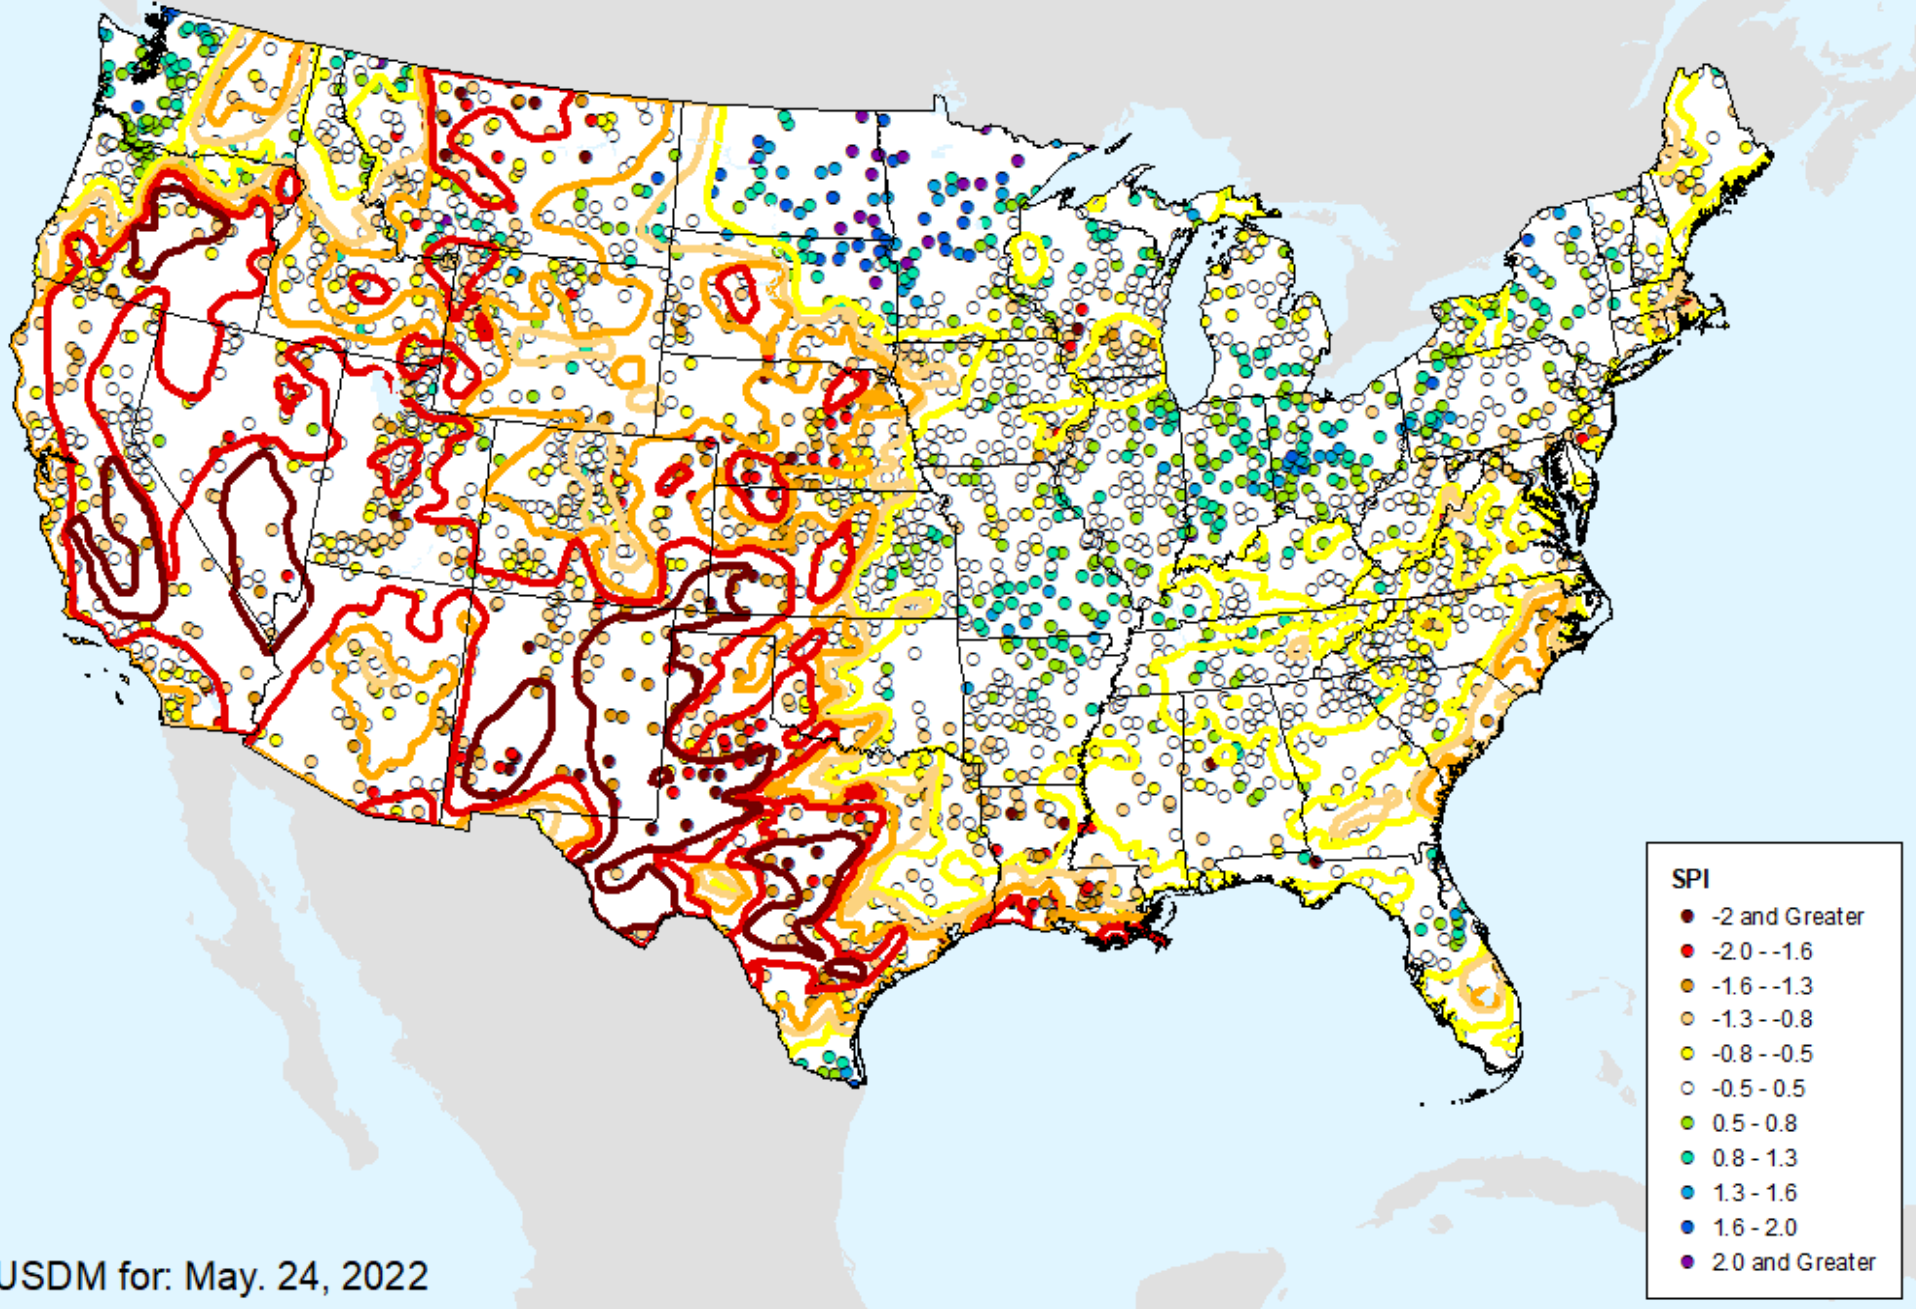 SPI
-2 and Greater
-2.0 - -1.6
-1.6 - -1.3
-1.3 - -0.8
-0.8 - -0.5
-0.5 - 0.5
0.5 - 0.8
0.8 - 1.3
1.3 - 1.6
1.6 - 2.0
2.0 and Greater
USDM for: May. 24, 2022